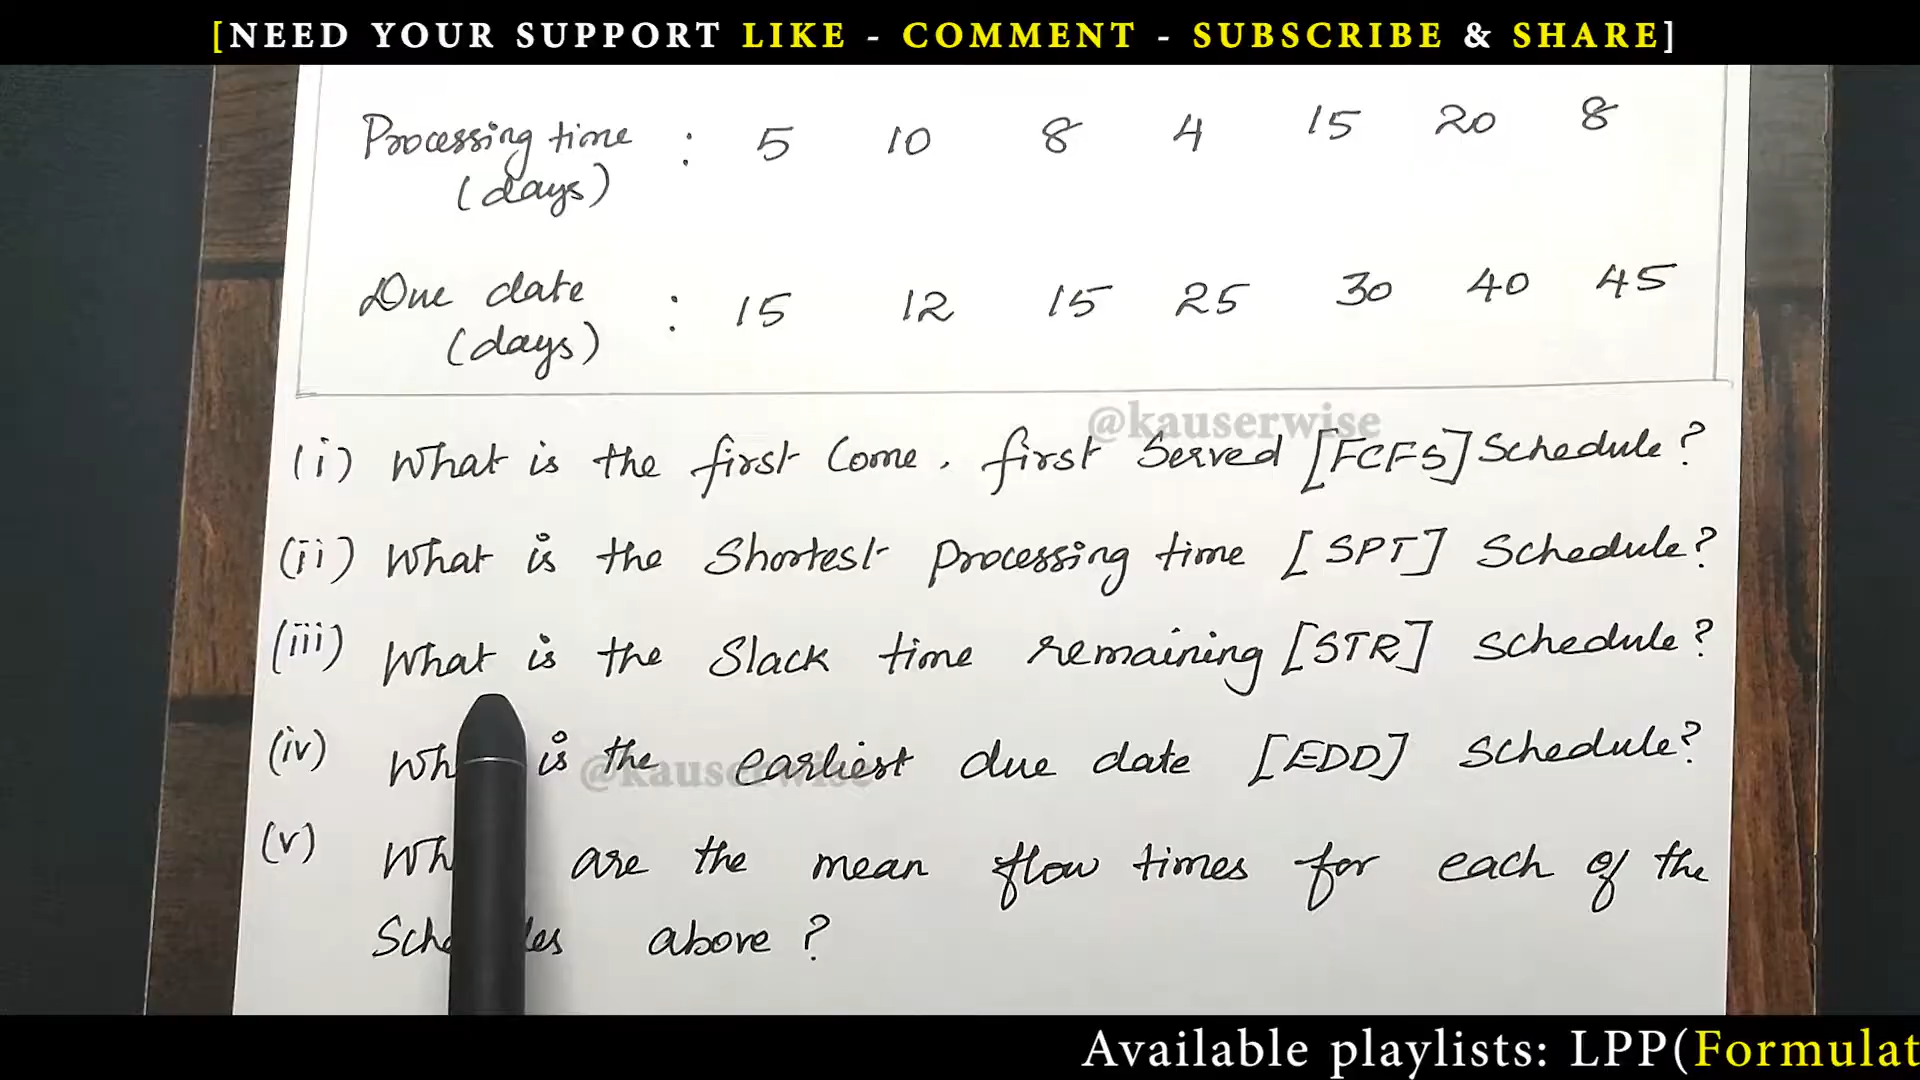 [NEED YOUR SUPPORT LIKE - COMMENT - SUBSCRIBE & SHARE]
Processing time : 5 10 8 4 15 20 8
(days)
Due date : 15 12 15 25 30 40 45
(days)
@kauserwise
(i) What is the first Come, first Served [FCFS] Schedule?
(ii) What is the Shortest Processing time [SPT] Schedule?
(iii) What is the Slack time remaining [STR] Schedule?
(iv) is the earliest due date [EDD] Schedule?
@kauserwise
(v) are the mean flow times for each of the
above?
Available playlists: LPP(Formulat